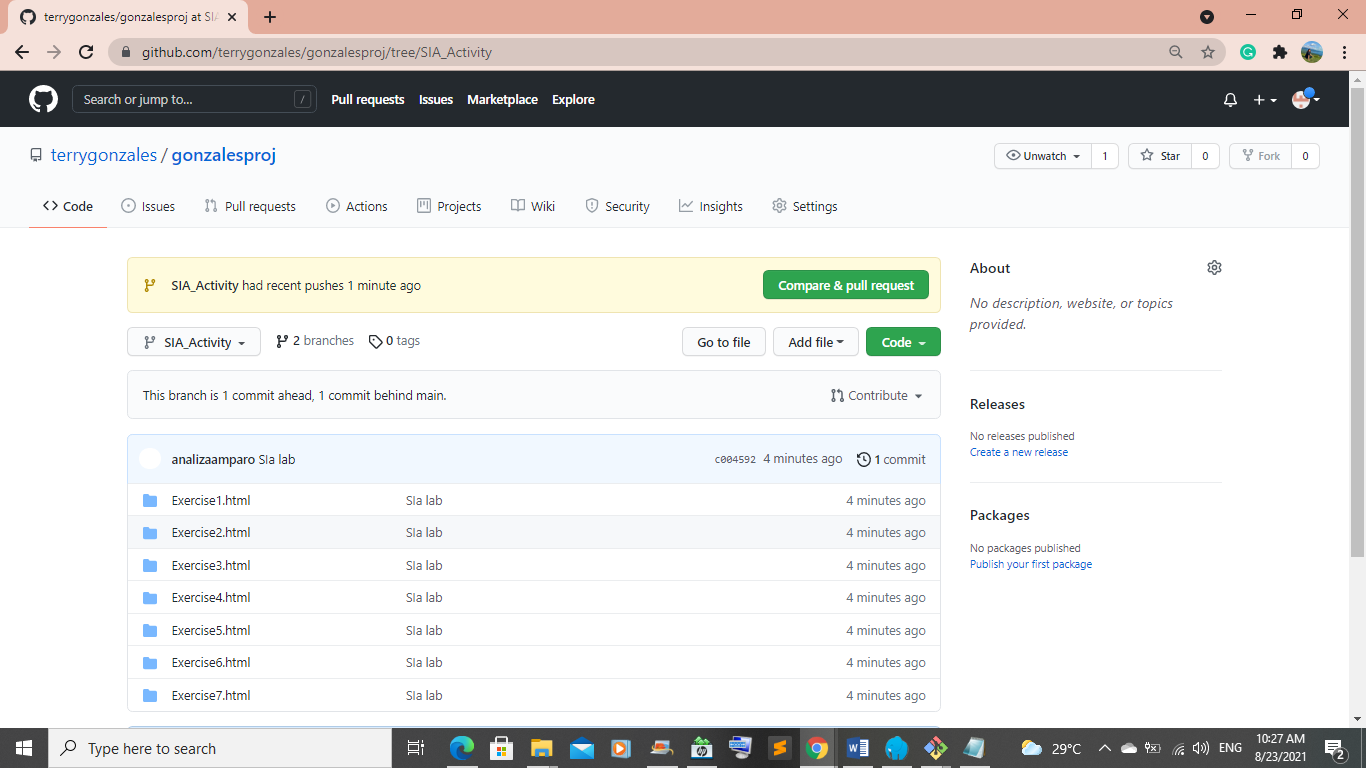 terrygonzales/gonzalesproj at SIA
github.com/terrygonzales/gonzalesproj/tree/SIA_Activity
Search or jump to... /
Pull requests Issues Marketplace Explore
terrygonzales / gonzalesproj
Unwatch 1 Star 0 Fork 0
Code Issues Pull requests Actions Projects Wiki Security Insights Settings
SIA_Activity had recent pushes 1 minute ago
Compare & pull request
SIA_Activity 2 branches 0 tags
Go to file Add file Code
This branch is 1 commit ahead, 1 commit behind main.
Contribute
analizaamparo SIa lab c004592 4 minutes ago 1 commit
Exercise1.html SIa lab 4 minutes ago
Exercise2.html SIa lab 4 minutes ago
Exercise3.html SIa lab 4 minutes ago
Exercise4.html SIa lab 4 minutes ago
Exercise5.html SIa lab 4 minutes ago
Exercise6.html SIa lab 4 minutes ago
Exercise7.html SIa lab 4 minutes ago
About
No description, website, or topics
provided.
Releases
No releases published
Create a new release
Packages
No packages published
Publish your first package
Type here to search
29°C
ENG
10:27 AM
8/23/2021
2